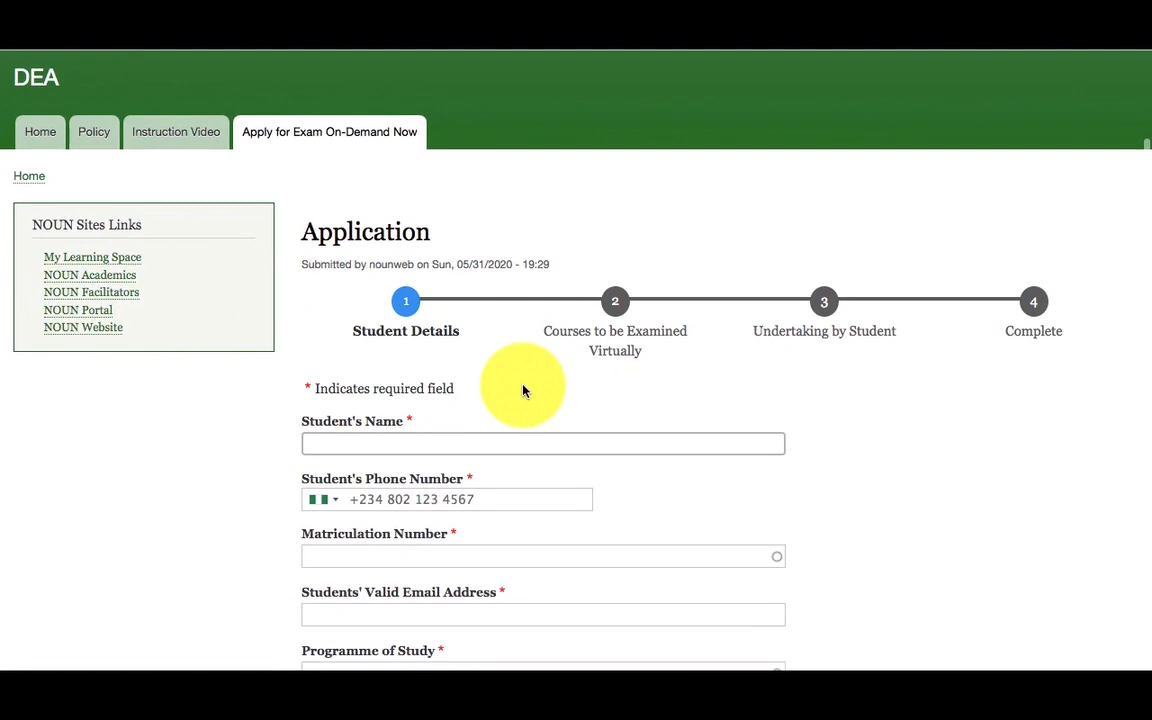 DEA
Home
Policy
Instruction Video
Apply for Exam On-Demand Now
Home
NOUN Sites Links
My Learning Space
NOUN Academics
NOUN Facilitators
NOUN Portal
NOUN Website
Application
Submitted by nounweb on Sun, 05/31/2020 - 19:29
1
Student Details
2
Courses to be Examined
Virtually
3
Undertaking by Student
4
Complete
* Indicates required field
Student's Name *
Student's Phone Number *
+234 802 123 4567
Matriculation Number *
Students' Valid Email Address *
Programme of Study *